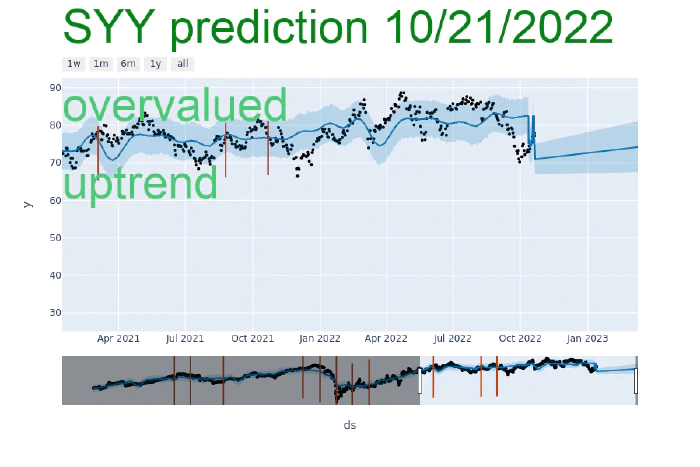 SYY prediction 10/21/2022
1w 1m 6m 1y all
90
overvalued
80
70
uptrend
60
y
50
40
30
Apr 2021 Jul 2021 Oct 2021 Jan 2022 Apr 2022 Jul 2022 Oct 2022 Jan 2023
ds